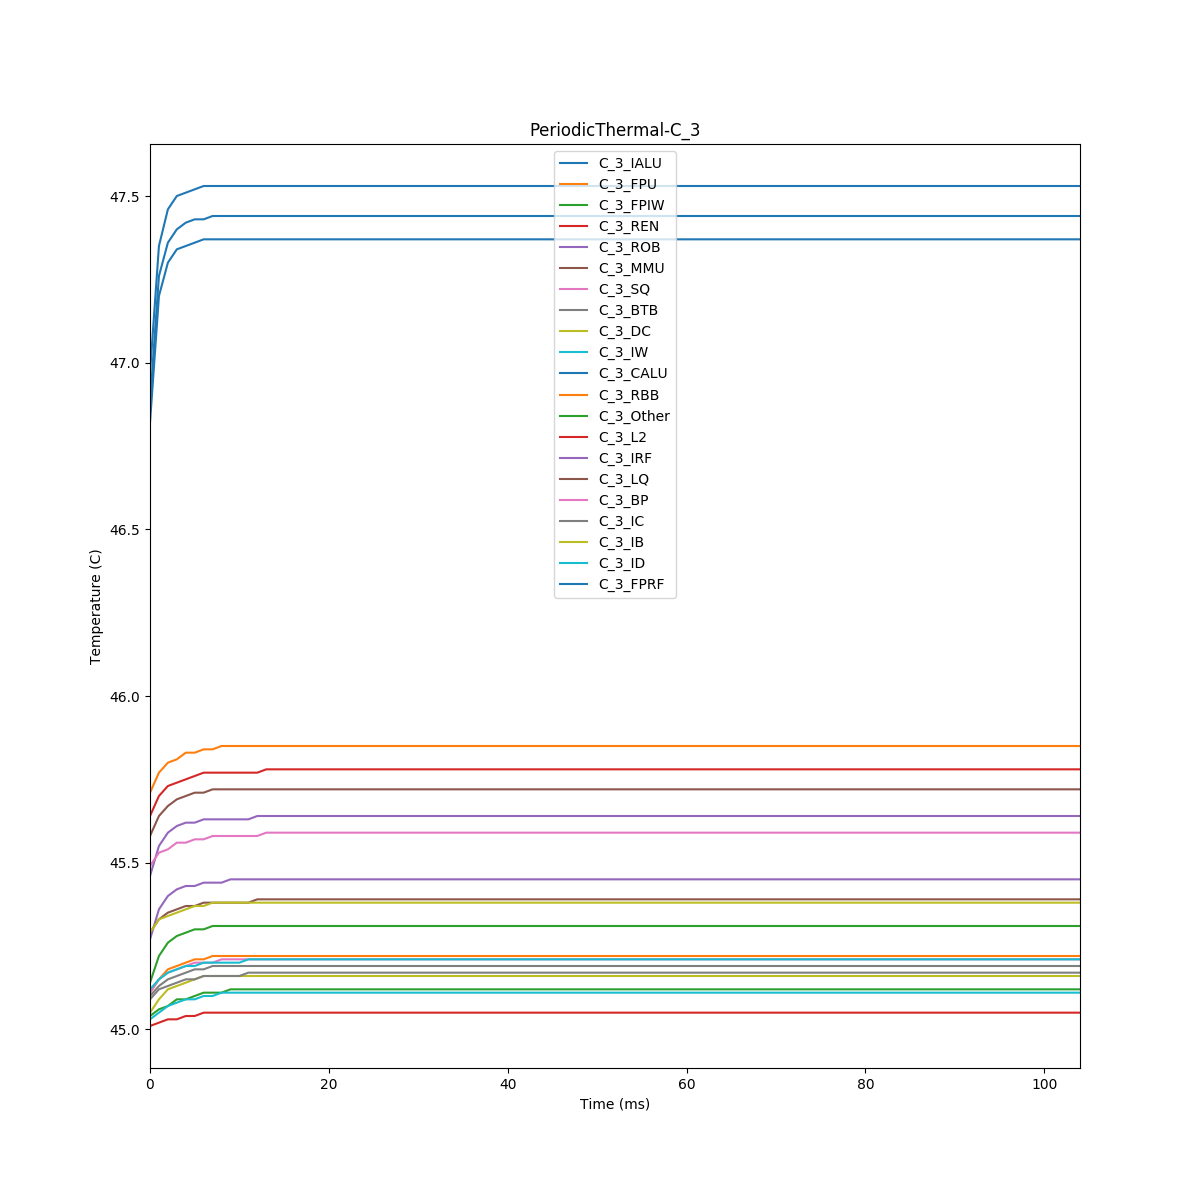 PeriodicThermal-C_3
C_3_IALU
C_3_FPU
C_3_FPIW
C_3_REN
C_3_ROB
C_3_MMU
C_3_SQ
C_3_BTB
C_3_DC
C_3_IW
C_3_CALU
C_3_RBB
C_3_Other
C_3_L2
C_3_IRF
C_3_LQ
C_3_BP
C_3_IC
C_3_IB
C_3_ID
C_3_FPRF
47.5
47.0
46.5
46.0
45.5
45.0
Temperature (C)
0 20 40 60 80 100
Time (ms)